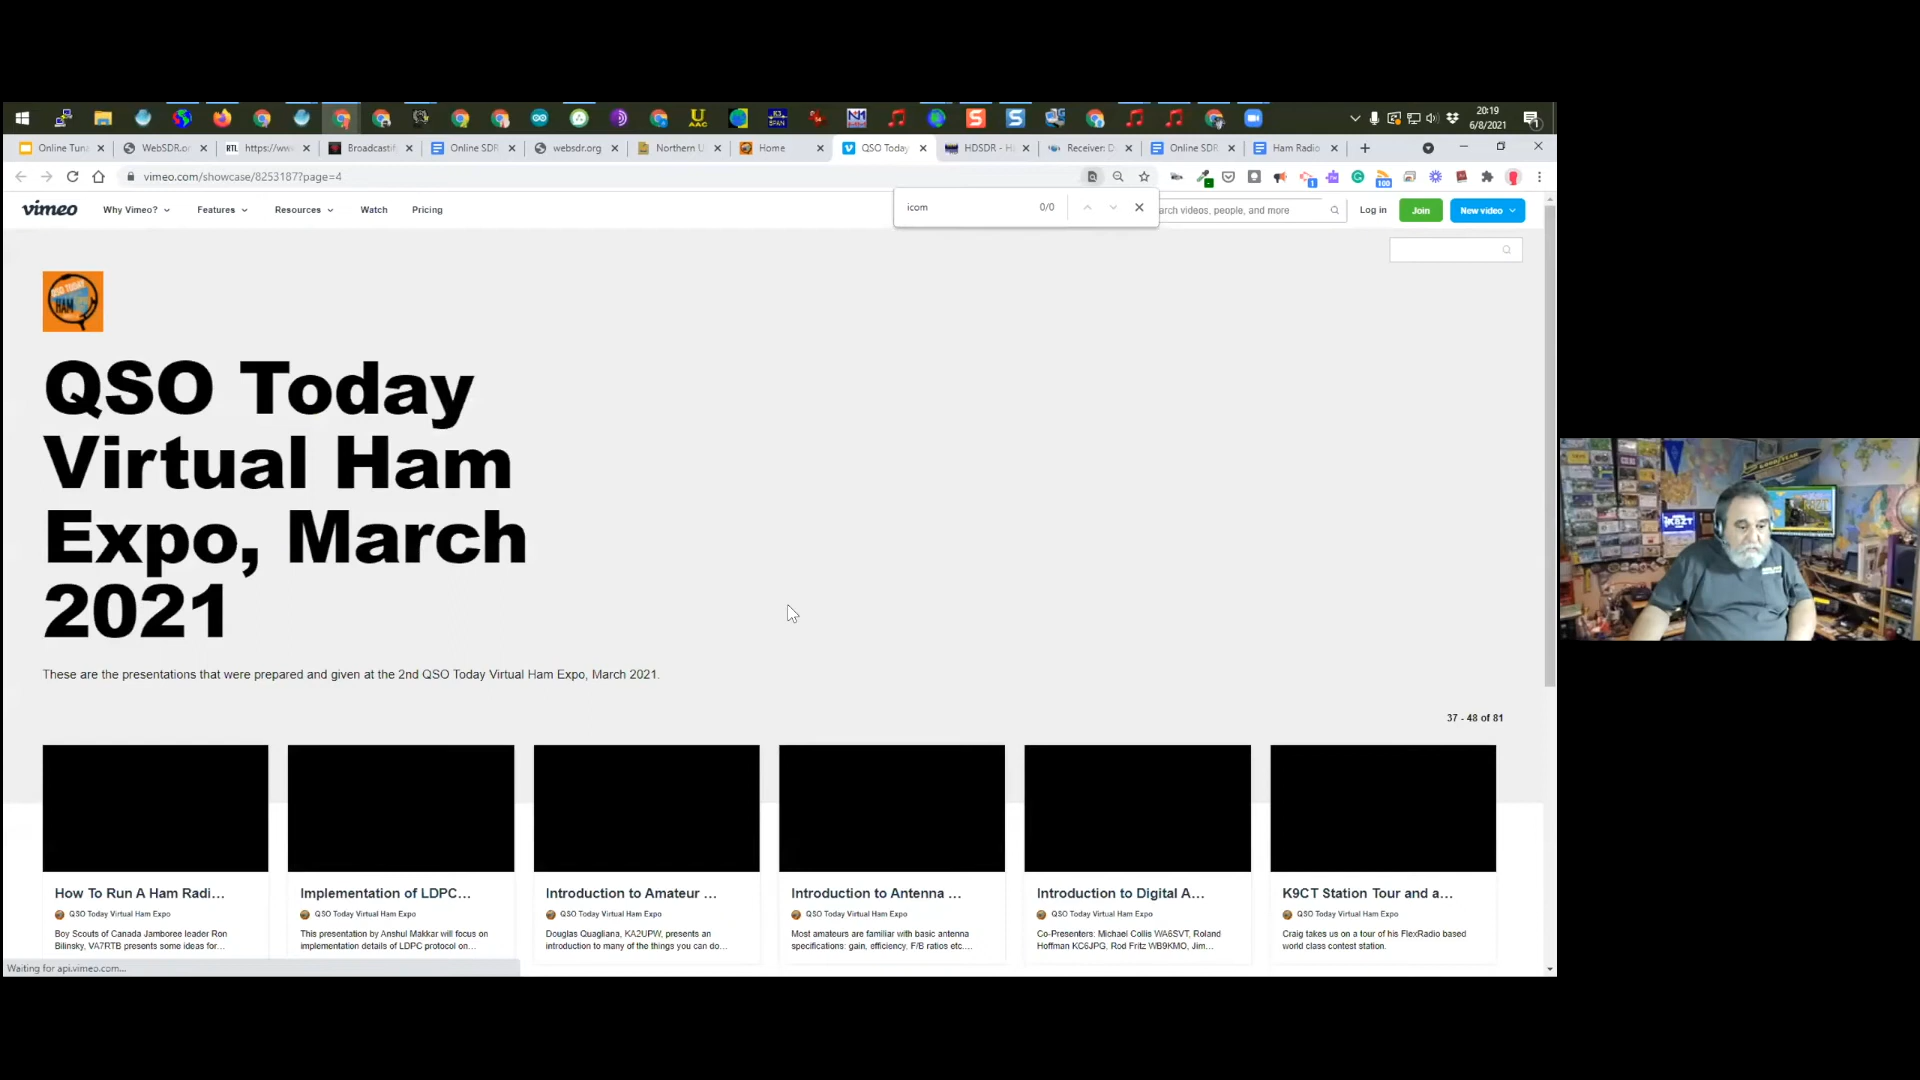 20:19
6/8/2021
Online Tun
WebSDR.o
https://ww
Broadcastif
Online SDR
websdr.org
Northern U
Home
QSO Today
HDSDR - H
Receiver: D
Online SDR
Ham Radio
vimeo.com/showcase/8253187?page=4
icom 0/0
vimeo Why Vimeo? Features Resources Watch Pricing
arch videos, people, and more Log in Join New video
QSO Today
Virtual Ham
Expo, March
2021
These are the presentations that were prepared and given at the 2nd QSO Today Virtual Ham Expo, March 2021.
37 - 48 of 81
How To Run A Ham Radi...
QSO Today Virtual Ham Expo
Boy Scouts of Canada Jamboree leader Ron
Bilinsky, VA7RTB presents some ideas for...
Implementation of LDPC...
QSO Today Virtual Ham Expo
This presentation by Anshul Makkar will focus on
implementation details of LDPC protocol on...
Introduction to Amateur ...
QSO Today Virtual Ham Expo
Douglas Quagliana, KA2UPW, presents an
introduction to many of the things you can do...
Introduction to Antenna ...
QSO Today Virtual Ham Expo
Most amateurs are familiar with basic antenna
specifications: gain, efficiency, F/B ratios etc....
Introduction to Digital A...
QSO Today Virtual Ham Expo
Co-Presenters: Michael Collis WA6SVT, Roland
Hoffman KC6JPG, Rod Fritz WB9KMO, Jim...
K9CT Station Tour and a...
QSO Today Virtual Ham Expo
Craig takes us on a tour of his FlexRadio based
world class contest station.
Waiting for api.vimeo.com...
K8ZT